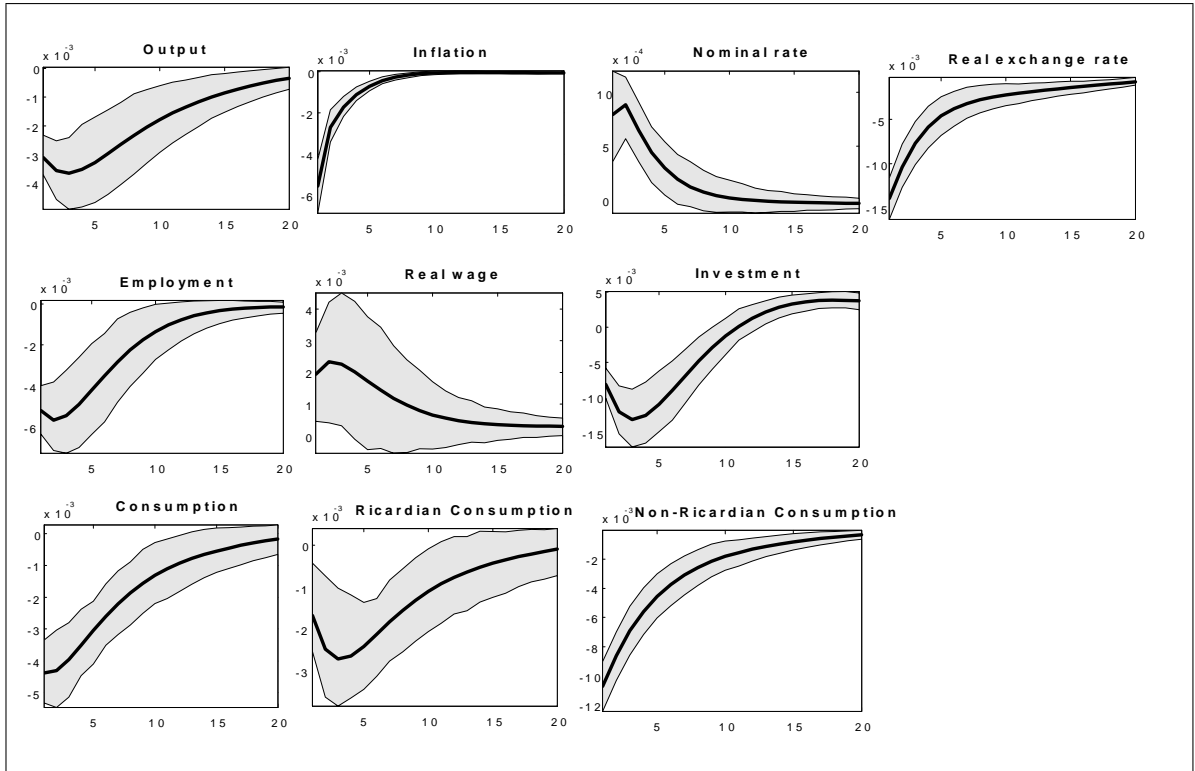 Output
x 10^-3
0
-1
-2
-3
-4
5 10 15 20
Inflation
x 10^-3
0
-2
-4
-6
5 10 15 20
Nominal rate
x 10^-4
10
5
0
5 10 15 20
Real exchange rate
x 10^-3
-5
-10
-15
5 10 15 20
Employment
x 10^-3
0
-2
-4
-6
5 10 15 20
Real wage
x 10^-3
4
3
2
1
0
5 10 15 20
Investment
x 10^-3
5
0
-5
-10
-15
5 10 15 20
Consumption
x 10^-3
0
-1
-2
-3
-4
-5
5 10 15 20
Ricardian Consumption
x 10^-3
0
-1
-2
-3
5 10 15 20
Non-Ricardian Consumption
x 10^-3
-2
-4
-6
-8
-10
-12
5 10 15 20